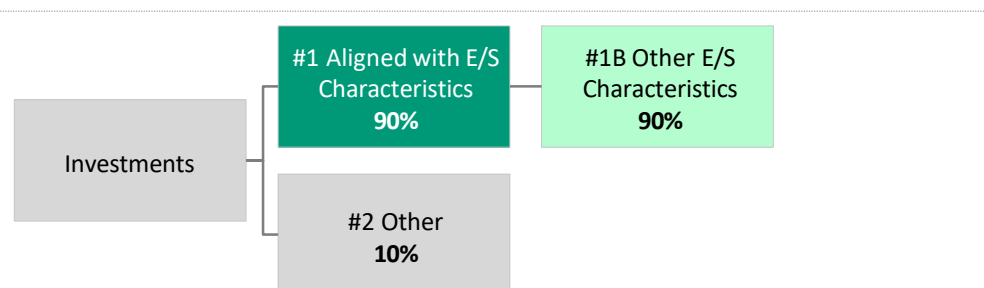 #1 Aligned with E/S
Characteristics
90%
#1B Other E/S
Characteristics
90%
Investments
#2 Other
10%